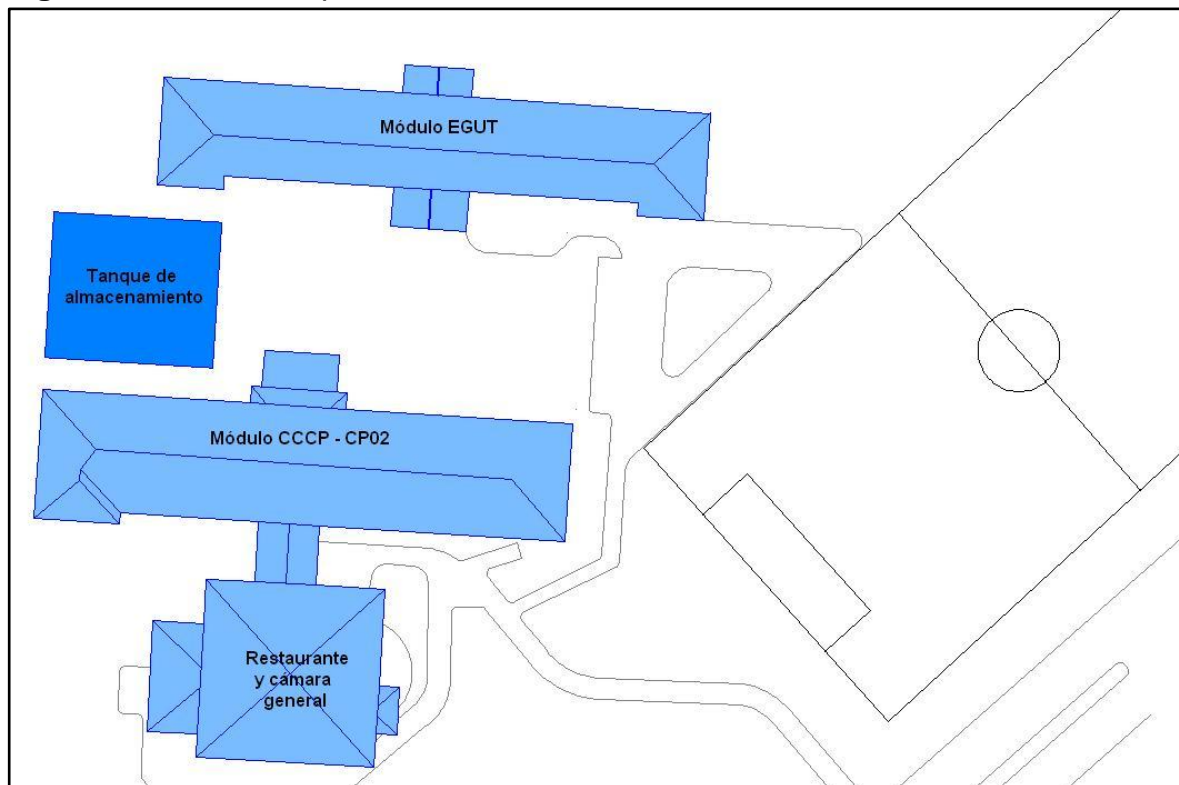 Módulo EGUT
Tanque de
almacenamiento
Módulo CCCP - CP02
Restaurante
y cámara
general